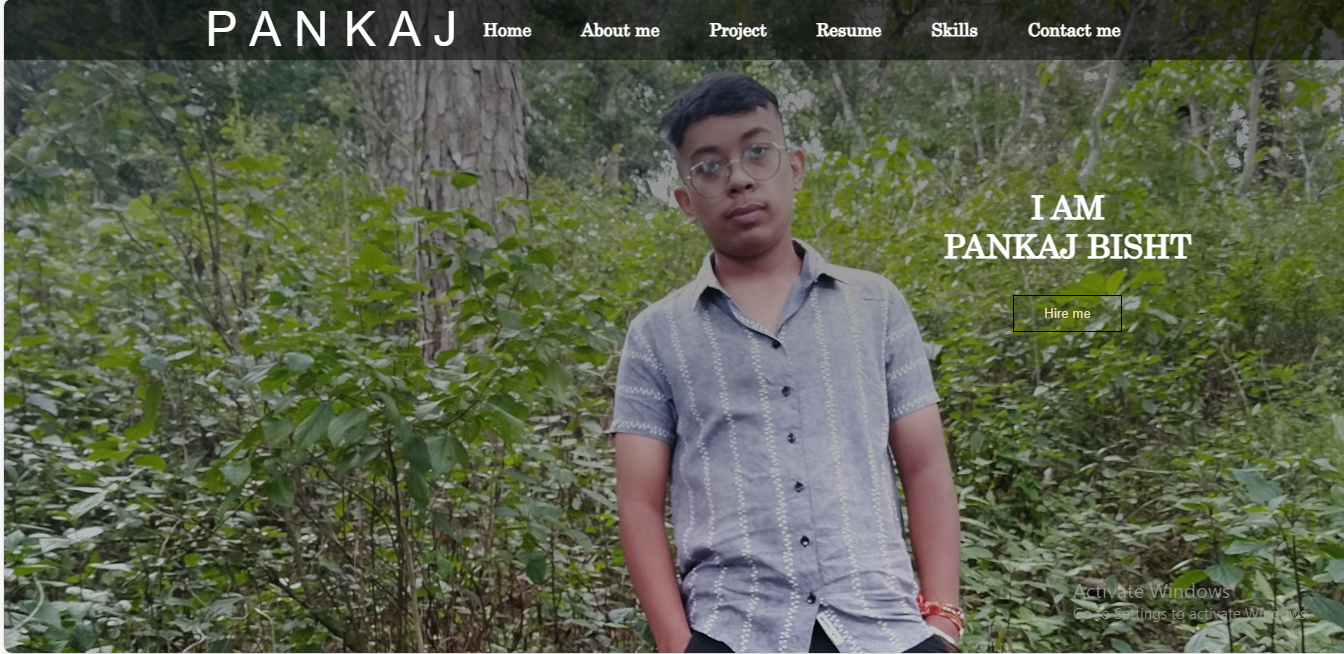 PANKAJ Home About me Project Resume Skills Contact me
I AM
PANKAJ BISHT
Hire me
Activate Windows
Go to Settings to activate Windows.